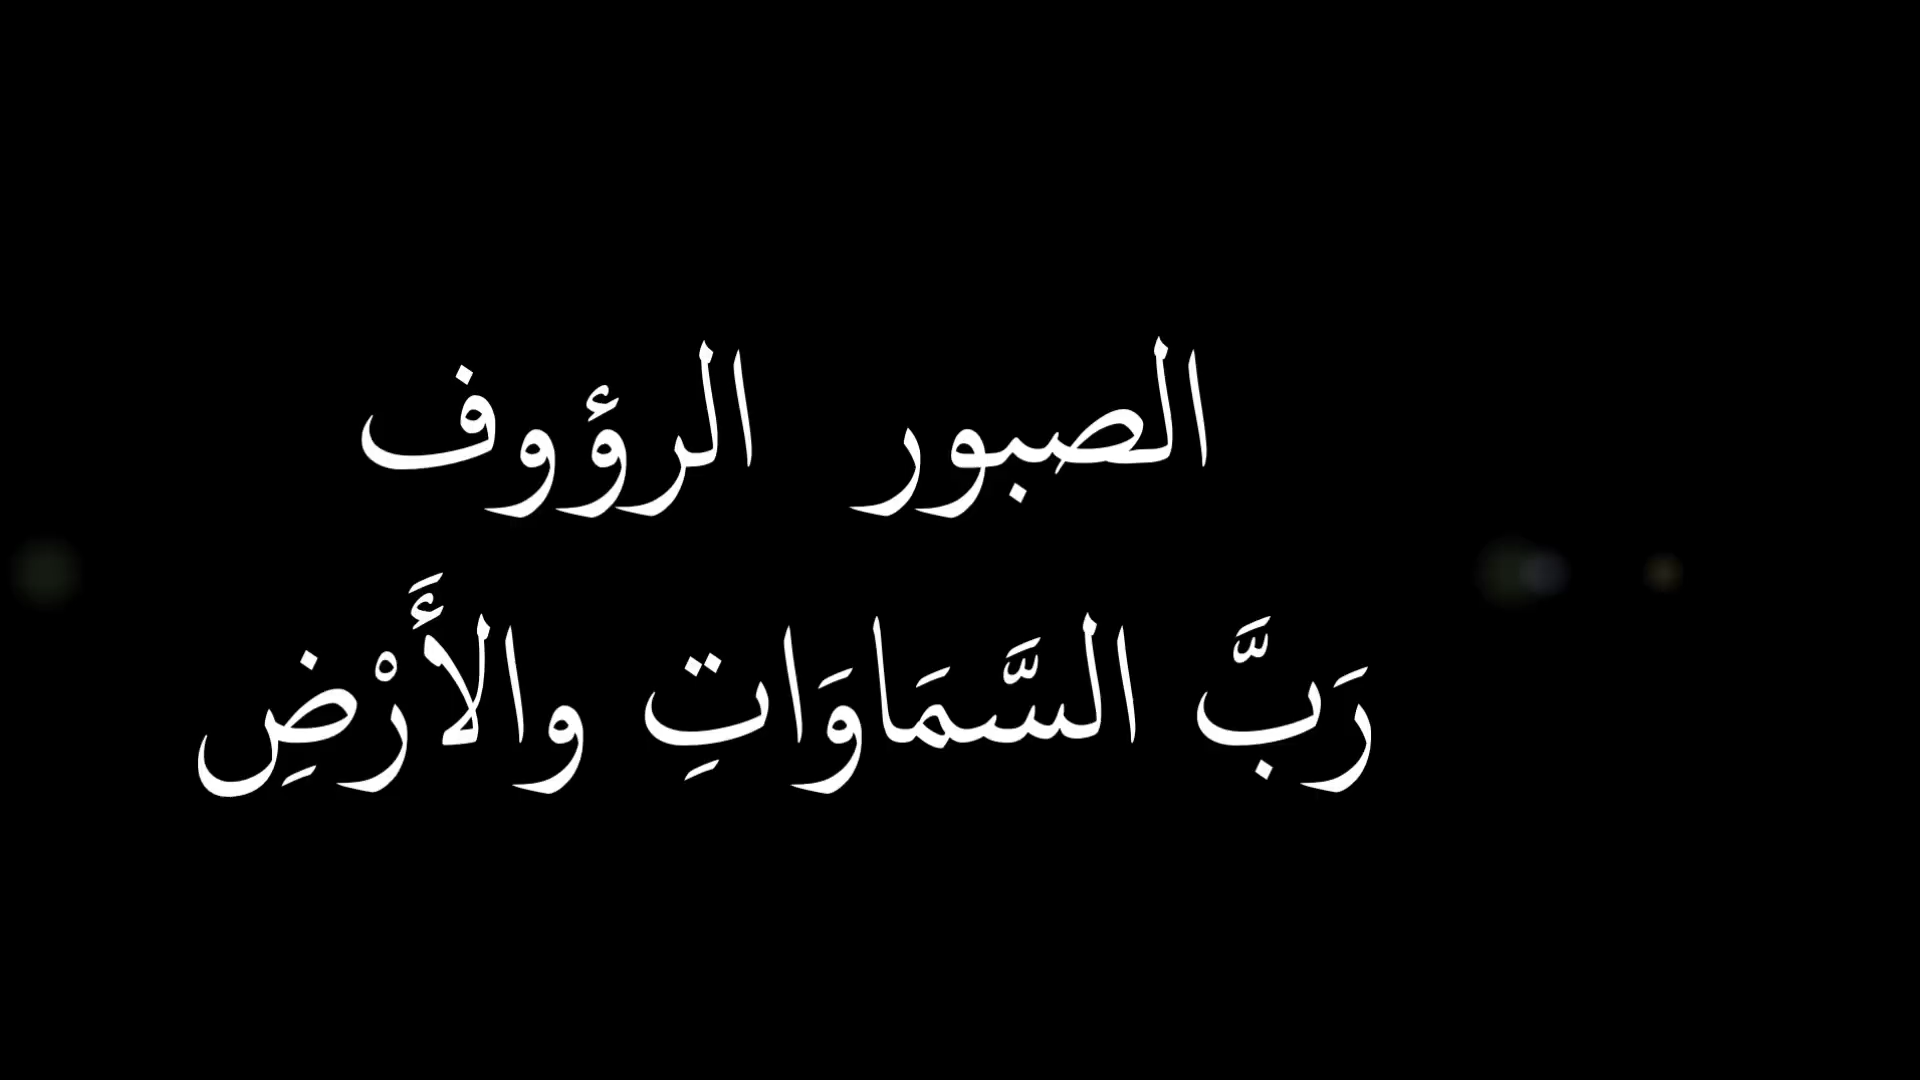 الصبور الرؤوف
رَبَّ السَّمَاوَاتِ والأَرْضِ